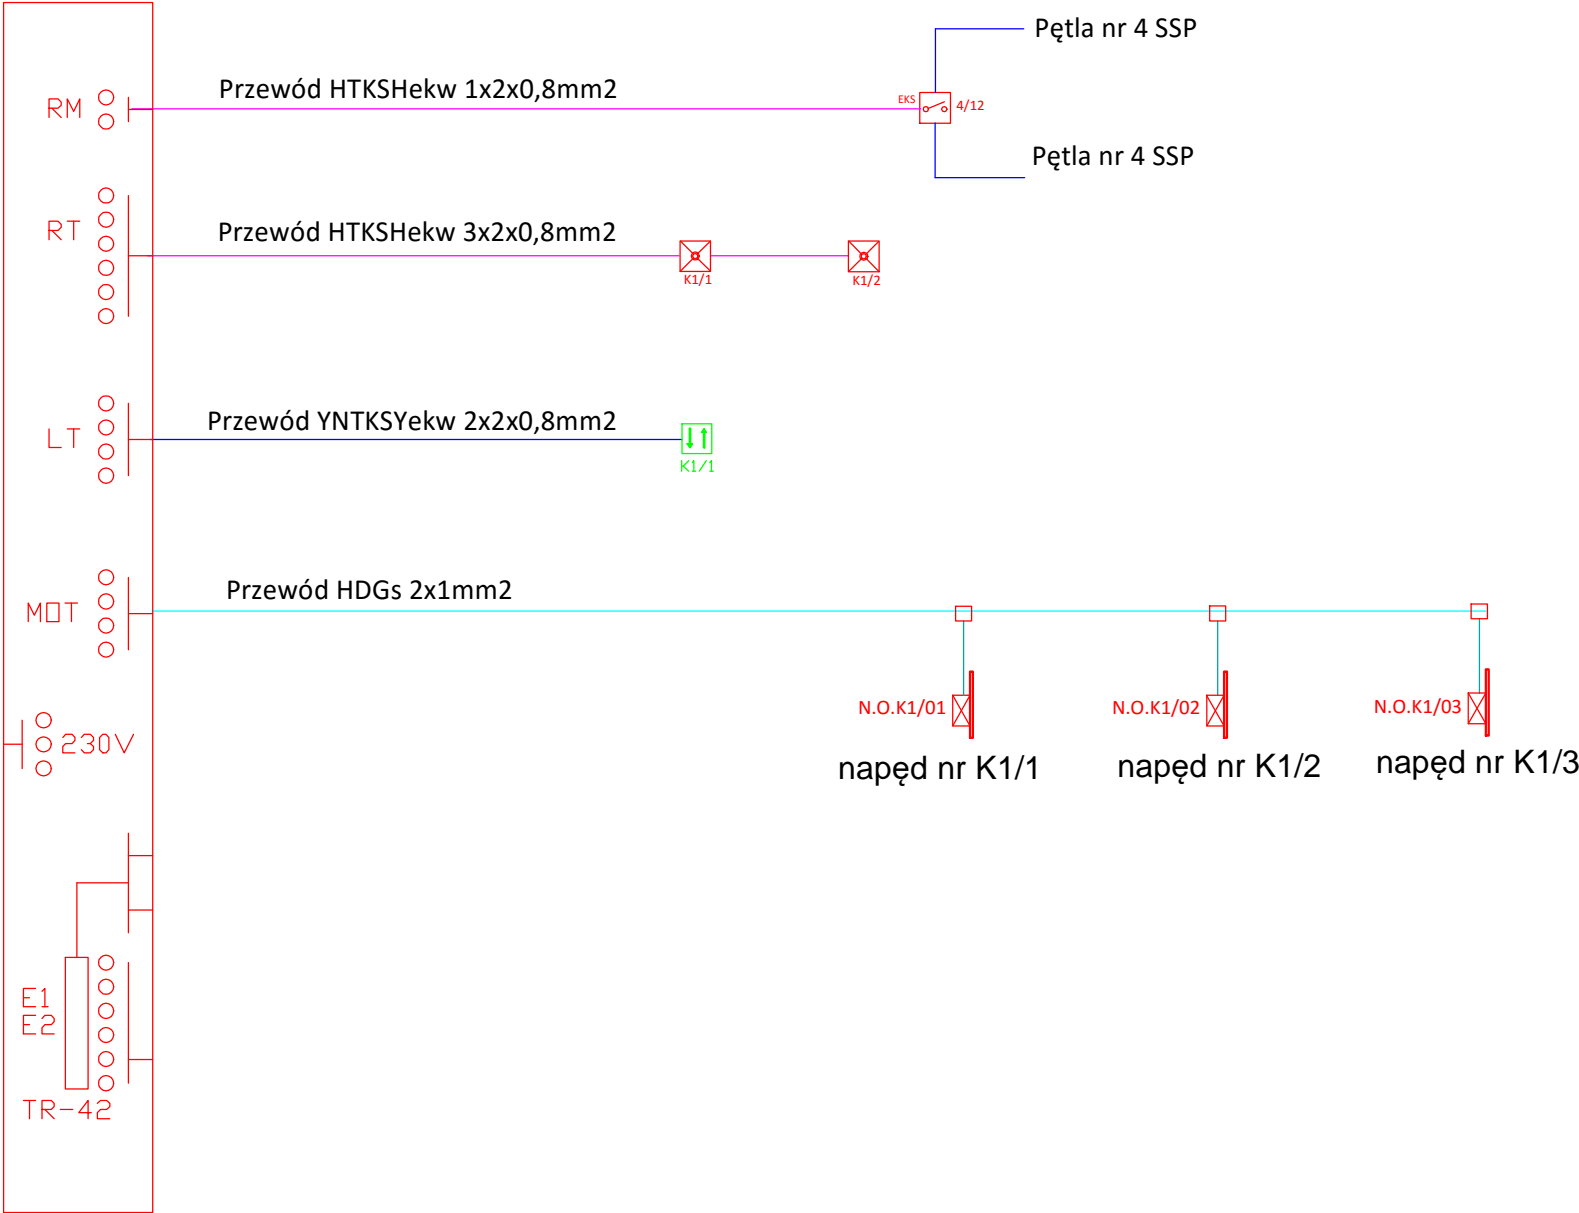 Pętla nr 4 SSP
Przewód HTKSHekw 1x2x0,8mm2
RM
EKS
4/12
Pętla nr 4 SSP
RT
Przewód HTKSHekw 3x2x0,8mm2
K1/1
K1/2
LT
Przewód YNTKSYekw 2x2x0,8mm2
K1/1
MOT
Przewód HDGs 2x1mm2
N.O.K1/01
N.O.K1/02
N.O.K1/03
230V
napęd nr K1/1
napęd nr K1/2
napęd nr K1/3
E1
E2
TR-42